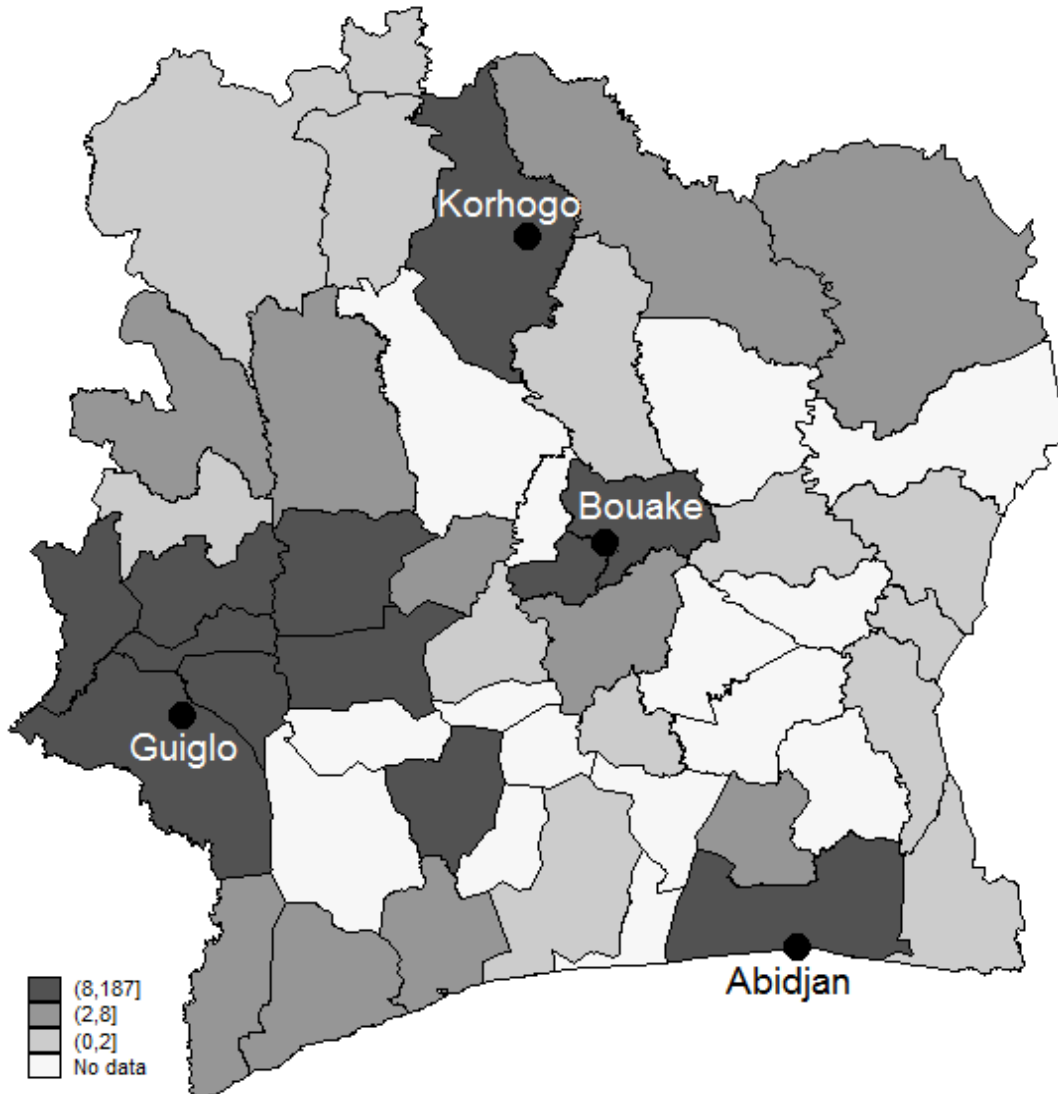 Korhogo
Bouake
Guiglo
Abidjan
(8,187]
(2,8]
(0,2]
No data